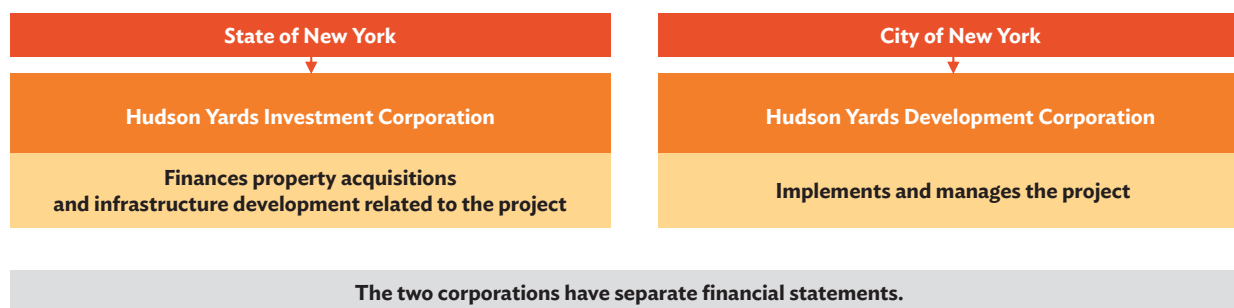 State of New York
City of New York
Hudson Yards Investment Corporation
Hudson Yards Development Corporation
Finances property acquisitions
and infrastructure development related to the project
Implements and manages the project
The two corporations have separate financial statements.